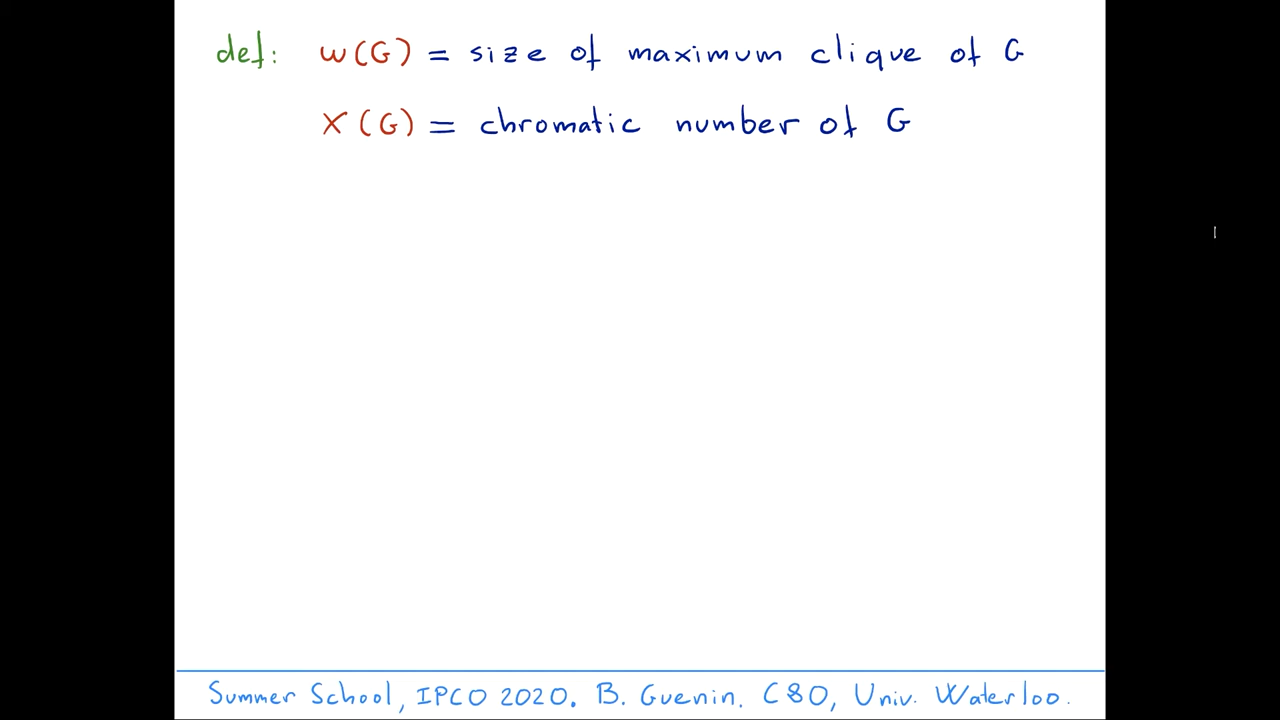 def: ω(G) = size of maximum clique of G
χ(G) = chromatic number of G
Summer School, IPCO 2020. B. Guenin. C&O, Univ. Waterloo.